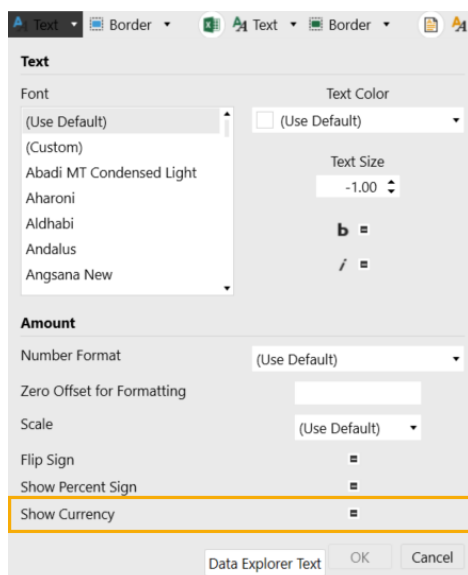 Text Border Text Border
Text
Font
Text Color
(Use Default)
(Use Default)
(Custom)
Abadi MT Condensed Light
Text Size
Aharoni
-1.00
Aldhabi
Andalus
b
Angsana New
i
Amount
Number Format (Use Default)
Zero Offset for Formatting
Scale (Use Default)
Flip Sign
Show Percent Sign
Show Currency
Data Explorer Text OK Cancel